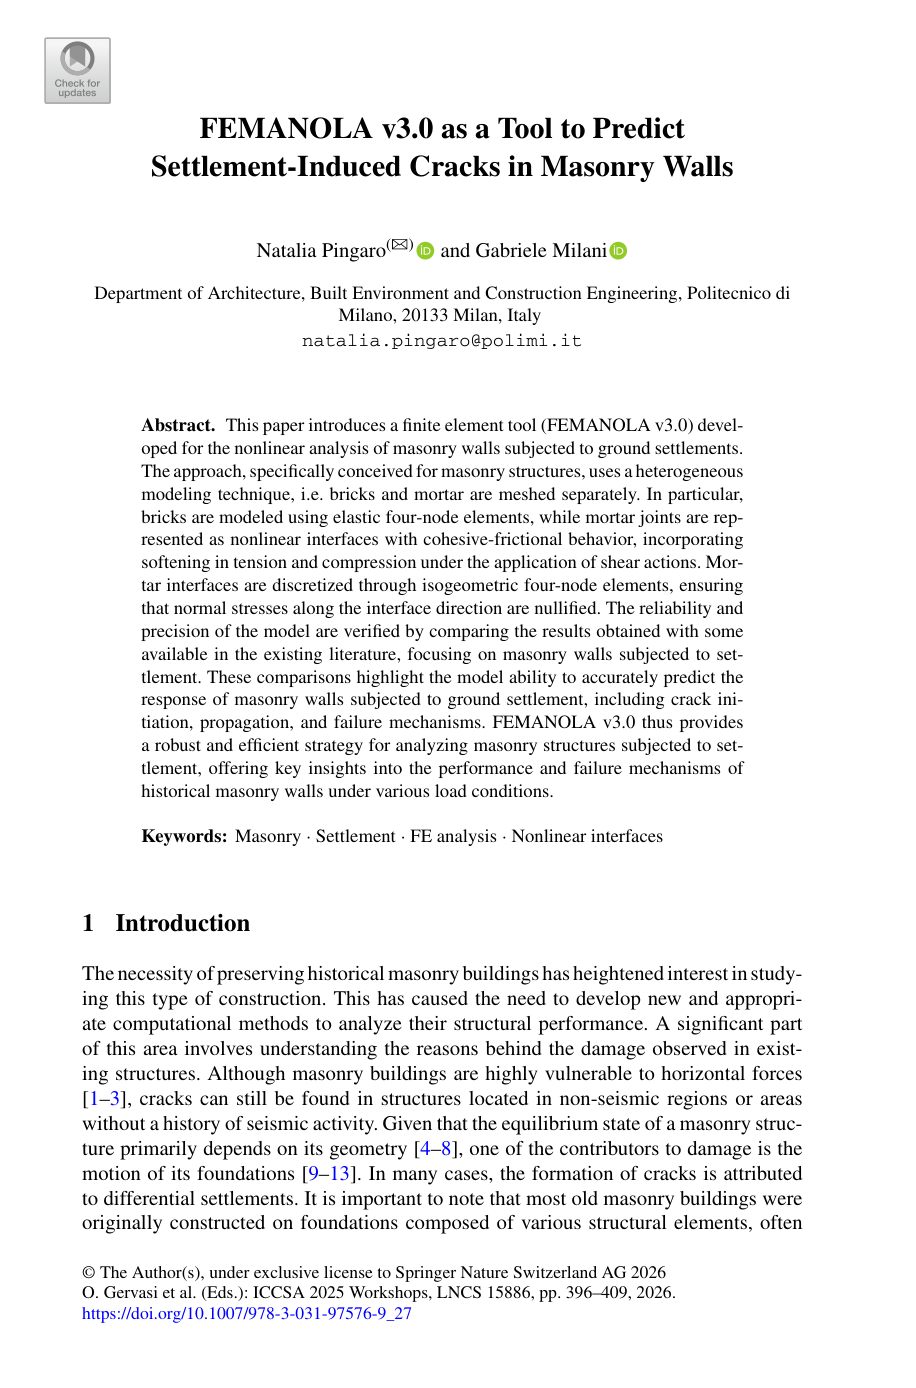 Check for
updates
FEMANOLA v3.0 as a Tool to Predict
Settlement-Induced Cracks in Masonry Walls
Natalia Pingaro(✉) iD and Gabriele Milani iD
Department of Architecture, Built Environment and Construction Engineering, Politecnico di
Milano, 20133 Milan, Italy
natalia.pingaro@polimi.it
Abstract. This paper introduces a finite element tool (FEMANOLA v3.0) devel-
oped for the nonlinear analysis of masonry walls subjected to ground settlements.
The approach, specifically conceived for masonry structures, uses a heterogeneous
modeling technique, i.e. bricks and mortar are meshed separately. In particular,
bricks are modeled using elastic four-node elements, while mortar joints are rep-
resented as nonlinear interfaces with cohesive-frictional behavior, incorporating
softening in tension and compression under the application of shear actions. Mor-
tar interfaces are discretized through isogeometric four-node elements, ensuring
that normal stresses along the interface direction are nullified. The reliability and
precision of the model are verified by comparing the results obtained with some
available in the existing literature, focusing on masonry walls subjected to set-
tlement. These comparisons highlight the model ability to accurately predict the
response of masonry walls subjected to ground settlement, including crack ini-
tiation, propagation, and failure mechanisms. FEMANOLA v3.0 thus provides
a robust and efficient strategy for analyzing masonry structures subjected to set-
tlement, offering key insights into the performance and failure mechanisms of
historical masonry walls under various load conditions.
Keywords: Masonry · Settlement · FE analysis · Nonlinear interfaces
1 Introduction
The necessity of preserving historical masonry buildings has heightened interest in study-
ing this type of construction. This has caused the need to develop new and appropri-
ate computational methods to analyze their structural performance. A significant part
of this area involves understanding the reasons behind the damage observed in exist-
ing structures. Although masonry buildings are highly vulnerable to horizontal forces
[1–3], cracks can still be found in structures located in non-seismic regions or areas
without a history of seismic activity. Given that the equilibrium state of a masonry struc-
ture primarily depends on its geometry [4–8], one of the contributors to damage is the
motion of its foundations [9–13]. In many cases, the formation of cracks is attributed
to differential settlements. It is important to note that most old masonry buildings were
originally constructed on foundations composed of various structural elements, often
© The Author(s), under exclusive license to Springer Nature Switzerland AG 2026
O. Gervasi et al. (Eds.): ICCSA 2025 Workshops, LNCS 15886, pp. 396–409, 2026.
https://doi.org/10.1007/978-3-031-97576-9_27